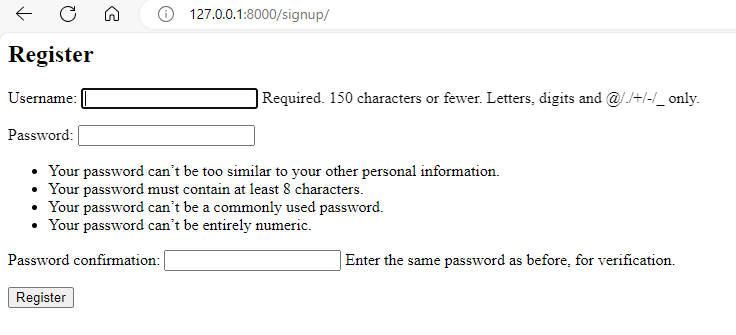 127.0.0.1:8000/signup/
Register
Username: Required. 150 characters or fewer. Letters, digits and @/./+/-/_ only.
Password:
Your password can’t be too similar to your other personal information.
Your password must contain at least 8 characters.
Your password can’t be a commonly used password.
Your password can’t be entirely numeric.
Password confirmation: Enter the same password as before, for verification.
Register